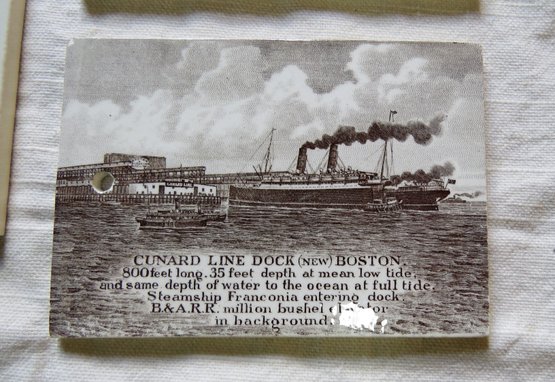 CUNARD LINE DOCK (NEW) BOSTON.
800 feet long. 35 feet depth at mean low tide,
and same depth of water to the ocean at full tide.
Steamship Franconia entering dock.
B.& A.R.R. million bushel
in background